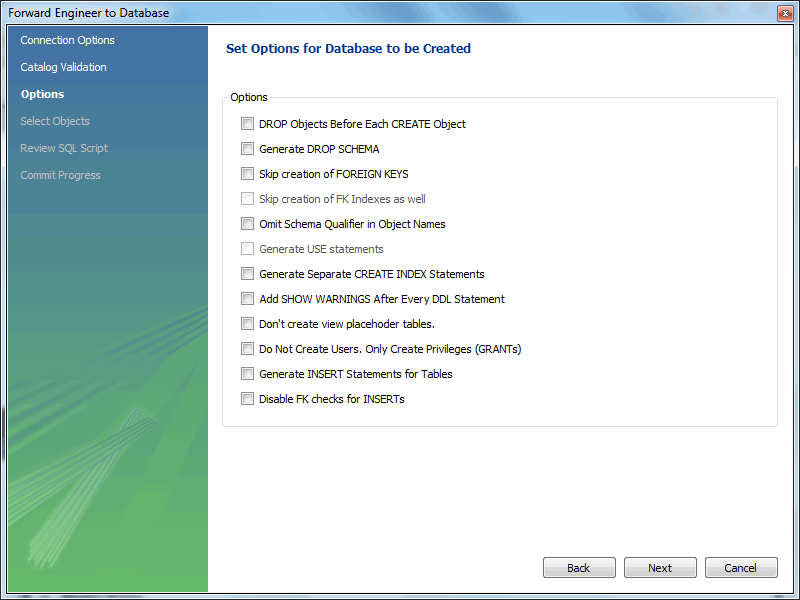 Forward Engineer to Database
Connection Options
Catalog Validation
Options
Select Objects
Review SQL Script
Commit Progress
Set Options for Database to be Created
Options
DROP Objects Before Each CREATE Object
Generate DROP SCHEMA
Skip creation of FOREIGN KEYS
Skip creation of FK Indexes as well
Omit Schema Qualifier in Object Names
Generate USE statements
Generate Separate CREATE INDEX Statements
Add SHOW WARNINGS After Every DDL Statement
Don't create view placehoder tables.
Do Not Create Users. Only Create Privileges (GRANTs)
Generate INSERT Statements for Tables
Disable FK checks for INSERTs
Back Next Cancel